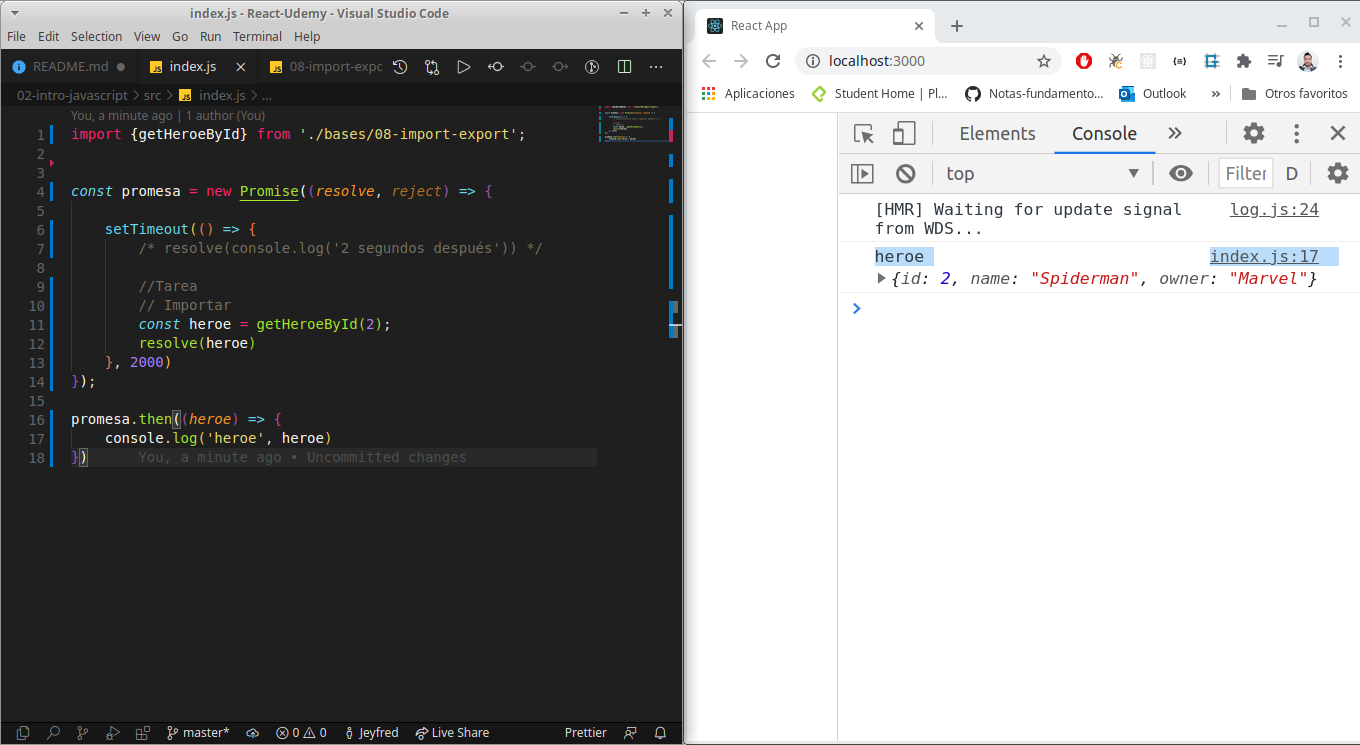 index.js - React-Udemy - Visual Studio Code
File Edit Selection View Go Run Terminal Help
README.md index.js 08-import-expc
02-intro-javascript > src > index.js > ...
You, a minute ago | 1 author (You)
1 import {getHeroeById} from './bases/08-import-export';
2
3
4 const promesa = new Promise((resolve, reject) => {
5
6 setTimeout(() => {
7 /* resolve(console.log('2 segundos después')) */
8
9 //Tarea
10 // Importar
11 const heroe = getHeroeById(2);
12 resolve(heroe)
13 }, 2000)
14 });
15
16 promesa.then((heroe) => {
17 console.log('heroe', heroe)
18 }) You, a minute ago • Uncommitted changes
master* 0 0 Jeyfred Live Share Prettier
React App
localhost:3000
Aplicaciones Student Home | Pl... Notas-fundamento... Outlook » Otros favoritos
Elements Console
top Filter D
[HMR] Waiting for update signal log.js:24
from WDS...
heroe index.js:17
{id: 2, name: "Spiderman", owner: "Marvel"}